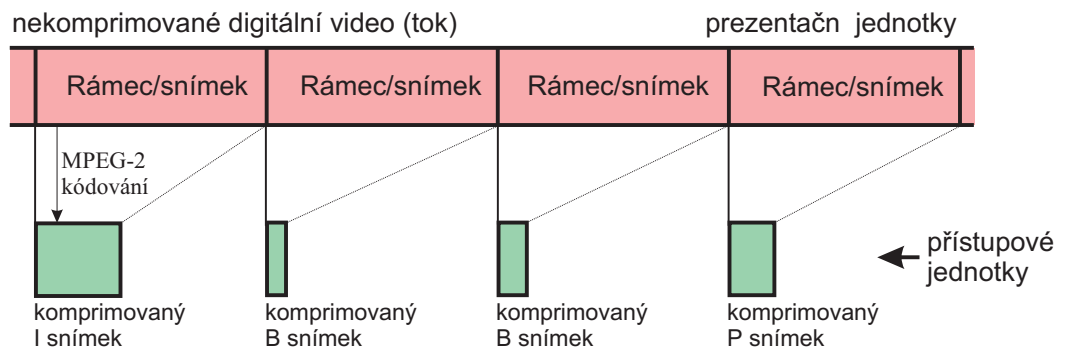 nekomprimované digitální video (tok)
prezentačn jednotky
Rámec/snímek
Rámec/snímek
Rámec/snímek
Rámec/snímek
MPEG-2
kódování
přístupové
jednotky
komprimovaný
I snímek
komprimovaný
B snímek
komprimovaný
B snímek
komprimovaný
P snímek